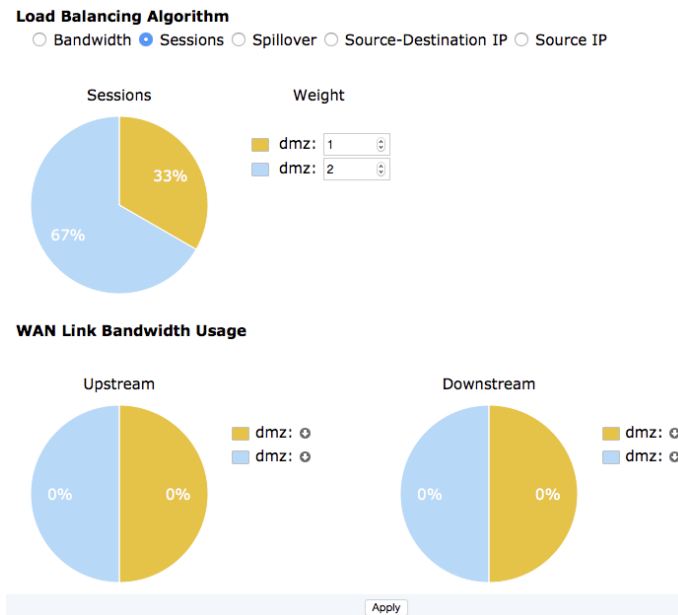 Load Balancing Algorithm
Bandwidth Sessions Spillover Source-Destination IP Source IP
Sessions Weight
dmz: 1
dmz: 2
33%
67%
WAN Link Bandwidth Usage
Upstream Downstream
dmz: dmz:
dmz: dmz:
0% 0% 0% 0%
Apply